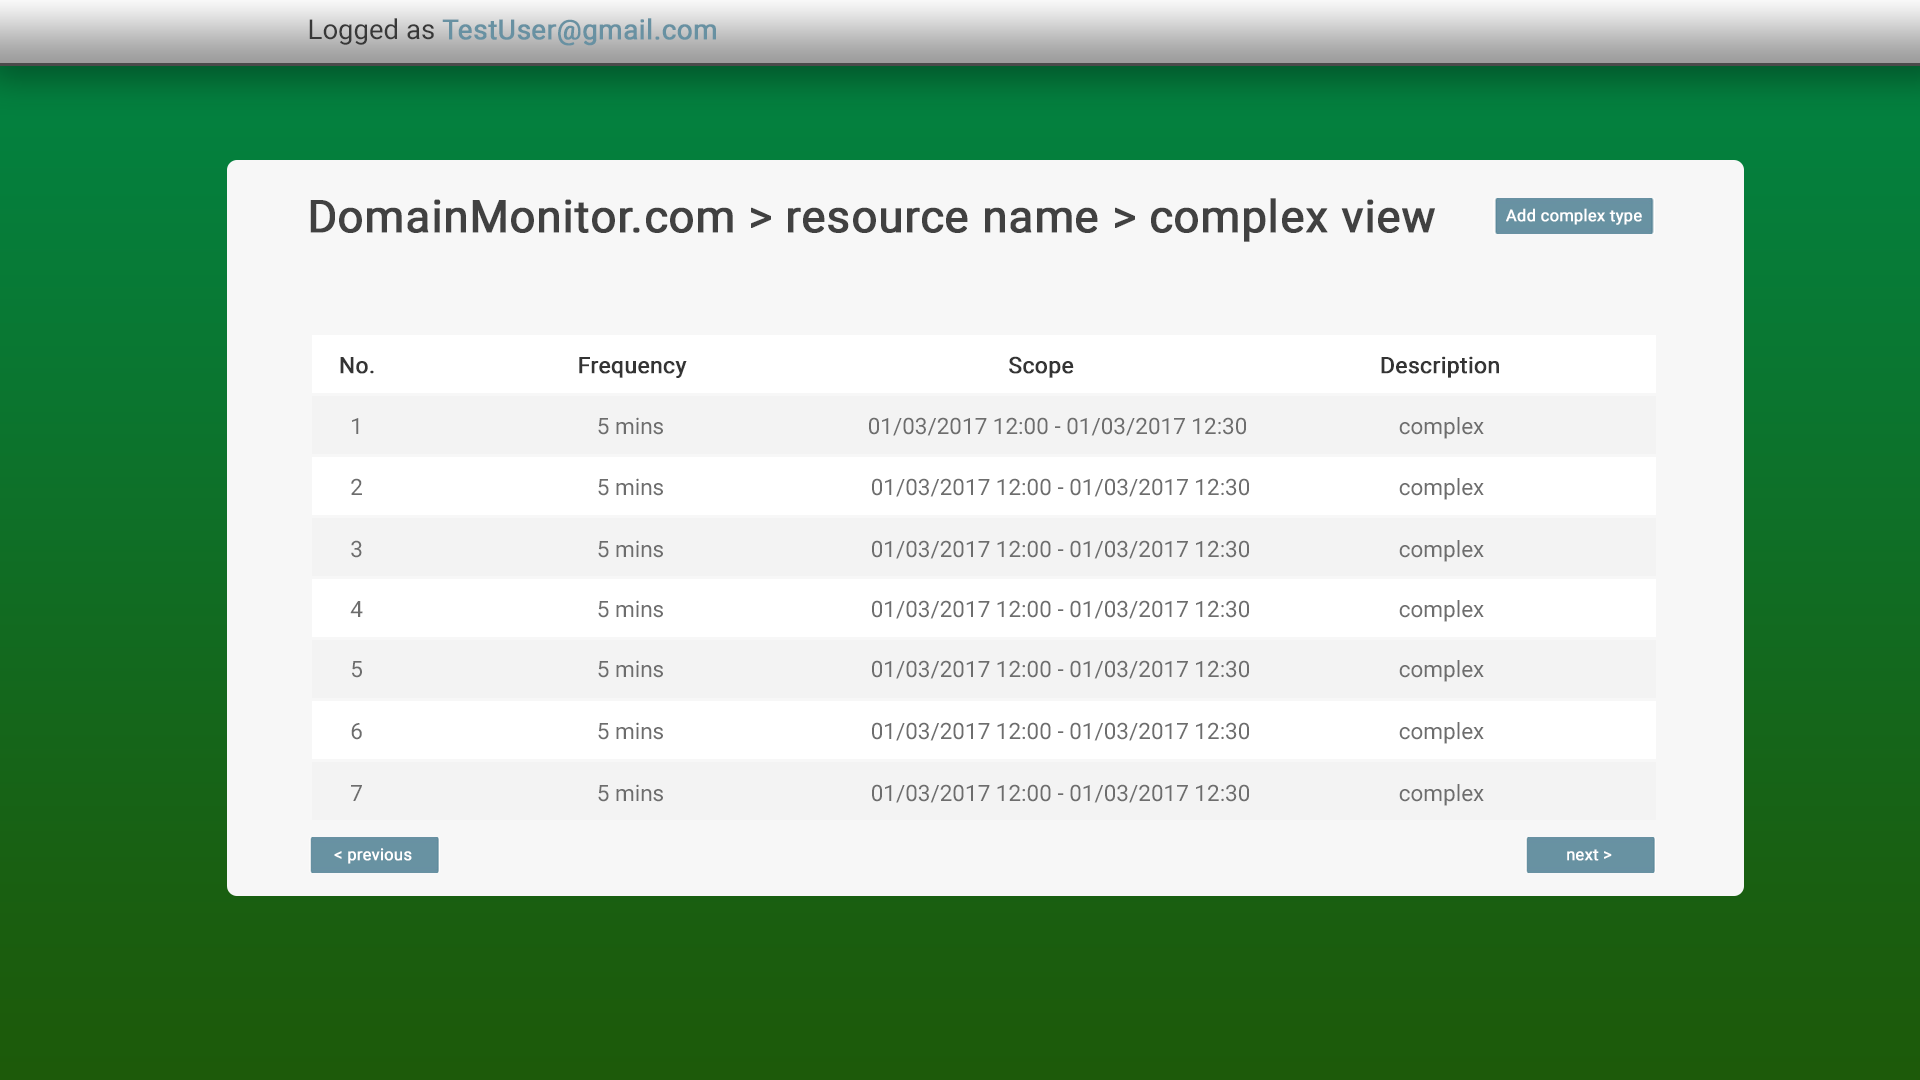 Logged as TestUser@gmail.com
DomainMonitor.com > resource name > complex view
Add complex type
No. Frequency Scope Description
1 5 mins 01/03/2017 12:00 - 01/03/2017 12:30 complex
2 5 mins 01/03/2017 12:00 - 01/03/2017 12:30 complex
3 5 mins 01/03/2017 12:00 - 01/03/2017 12:30 complex
4 5 mins 01/03/2017 12:00 - 01/03/2017 12:30 complex
5 5 mins 01/03/2017 12:00 - 01/03/2017 12:30 complex
6 5 mins 01/03/2017 12:00 - 01/03/2017 12:30 complex
7 5 mins 01/03/2017 12:00 - 01/03/2017 12:30 complex
< previous
next >